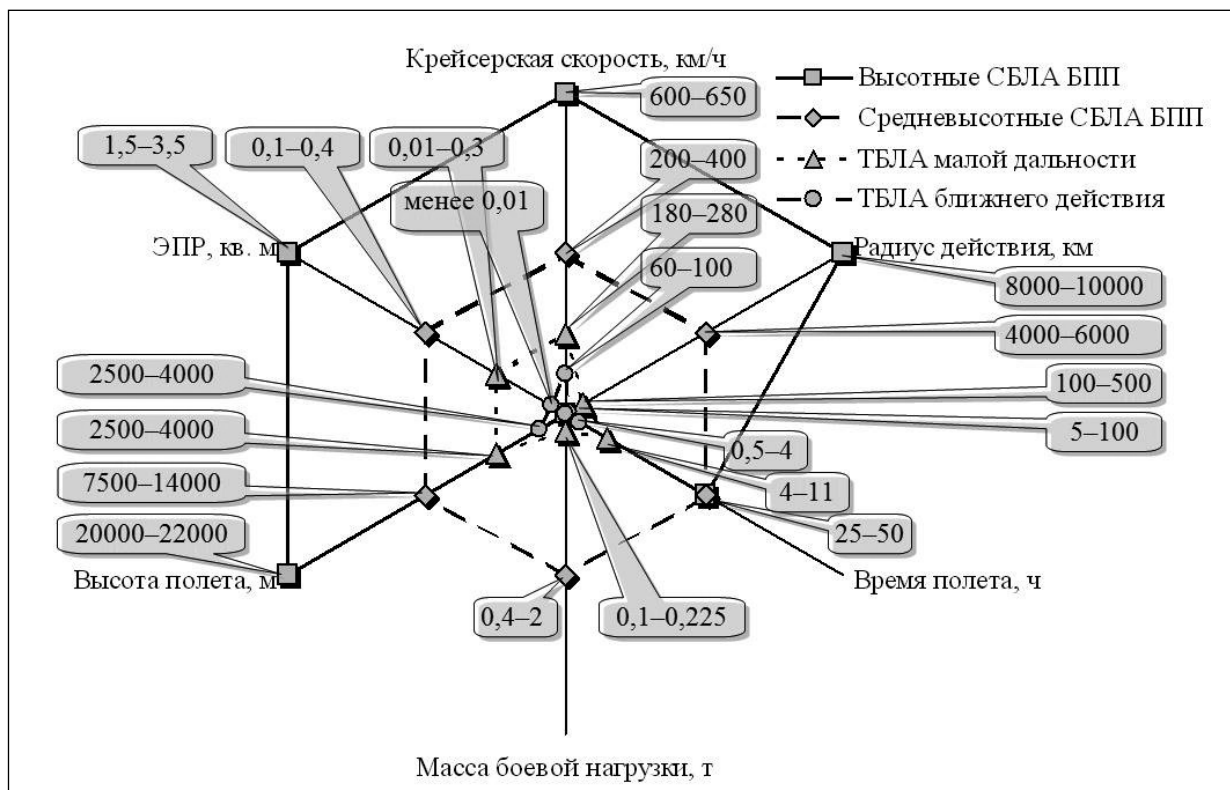 Крейсерская скорость, км/ч
Высотные СБЛА БПП
Средневысотные СБЛА БПП
ТБЛА малой дальности
ТБЛА ближнего действия
600–650
1,5–3,5
0,1–0,4
0,01–0,3
200–400
менее 0,01
180–280
ЭПР, кв. м
60–100
Радиус действия, км
8000–10000
4000–6000
2500–4000
100–500
2500–4000
5–100
0,5–4
7500–14000
4–11
20000–22000
25–50
Высота полета, м
Время полета, ч
0,4–2
0,1–0,225
Масса боевой нагрузки, т